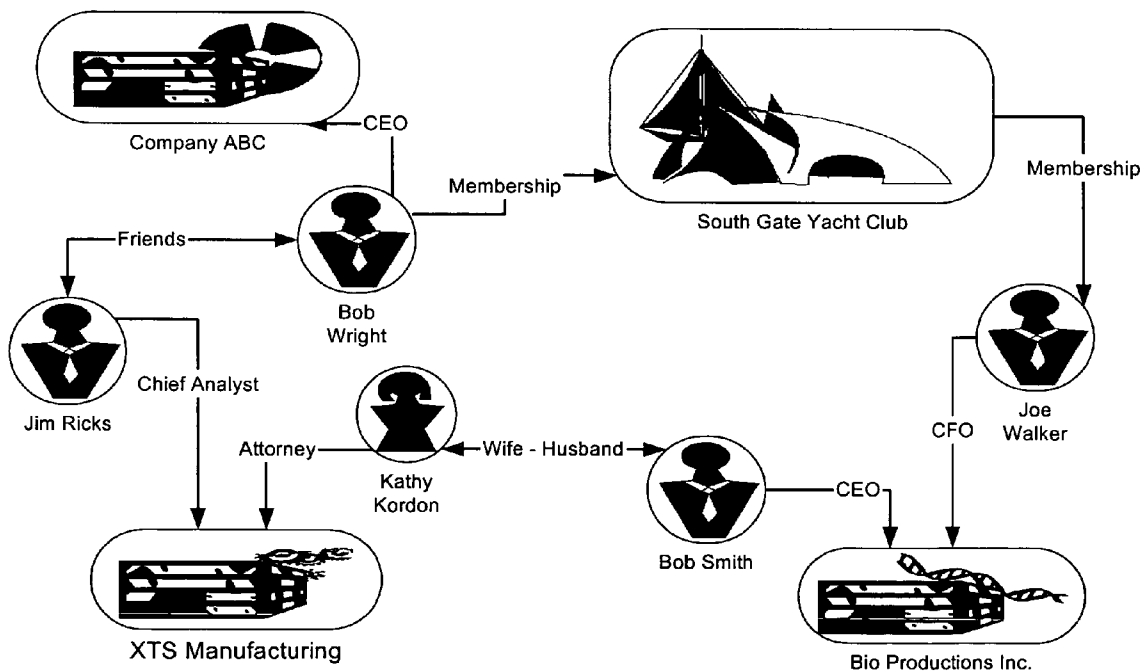 CEO
Company ABC
Membership
Membership
South Gate Yacht Club
Friends
Bob
Wright
Chief Analyst
Jim Ricks
Joe
Walker
CFO
Attorney
Wife - Husband
Kathy
Kordon
CEO
Bob Smith
XTS Manufacturing
Bio Productions Inc.